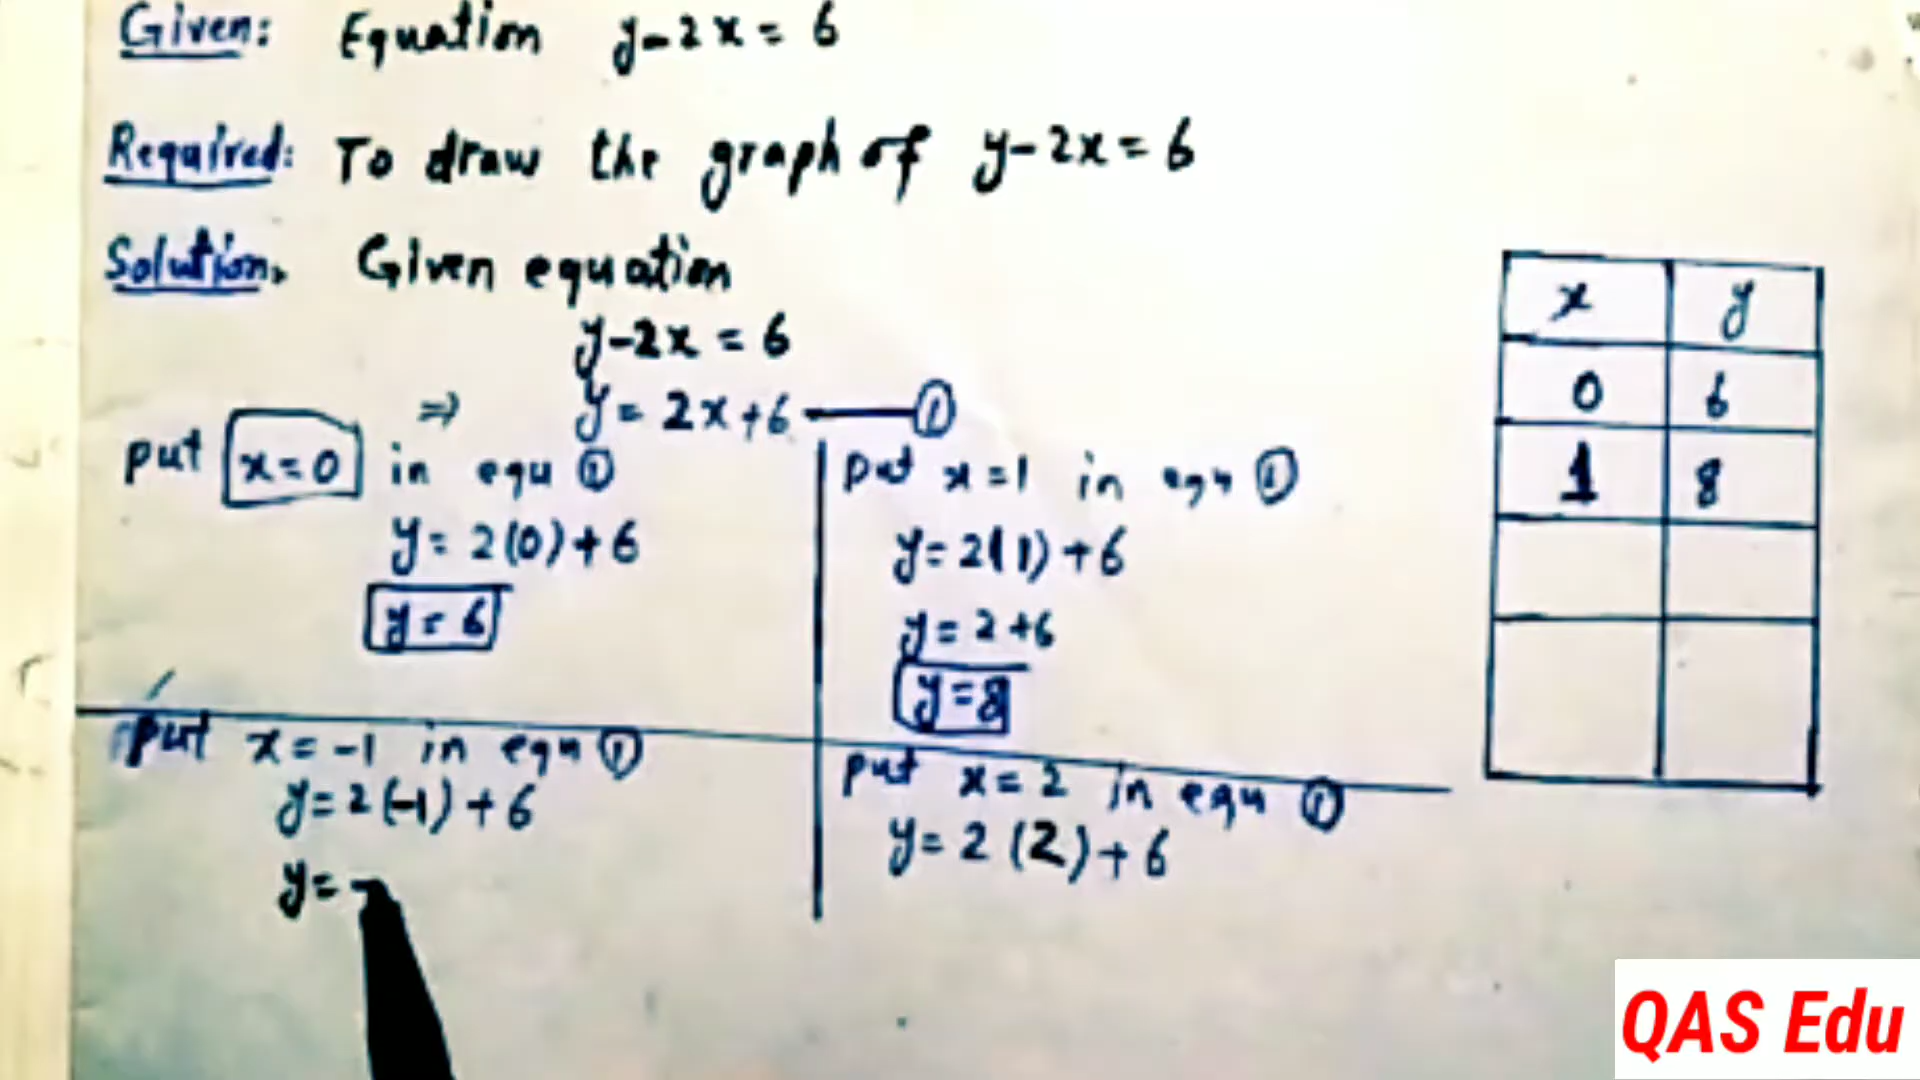 Given: Equation y-2x=6
Required: To draw the graph of y-2x=6
Solution. Given equation
y-2x=6
⇒ y=2x+6 — ①
put x=0 in equ ①
y=2(0)+6
y=6
put x=1 in equ ①
y=2(1)+6
y=2+6
y=8
put x=-1 in equ ①
y=2(-1)+6
y=-
put x=2 in equ ①
y=2(2)+6
x y
0 6
1 8
QAS Edu